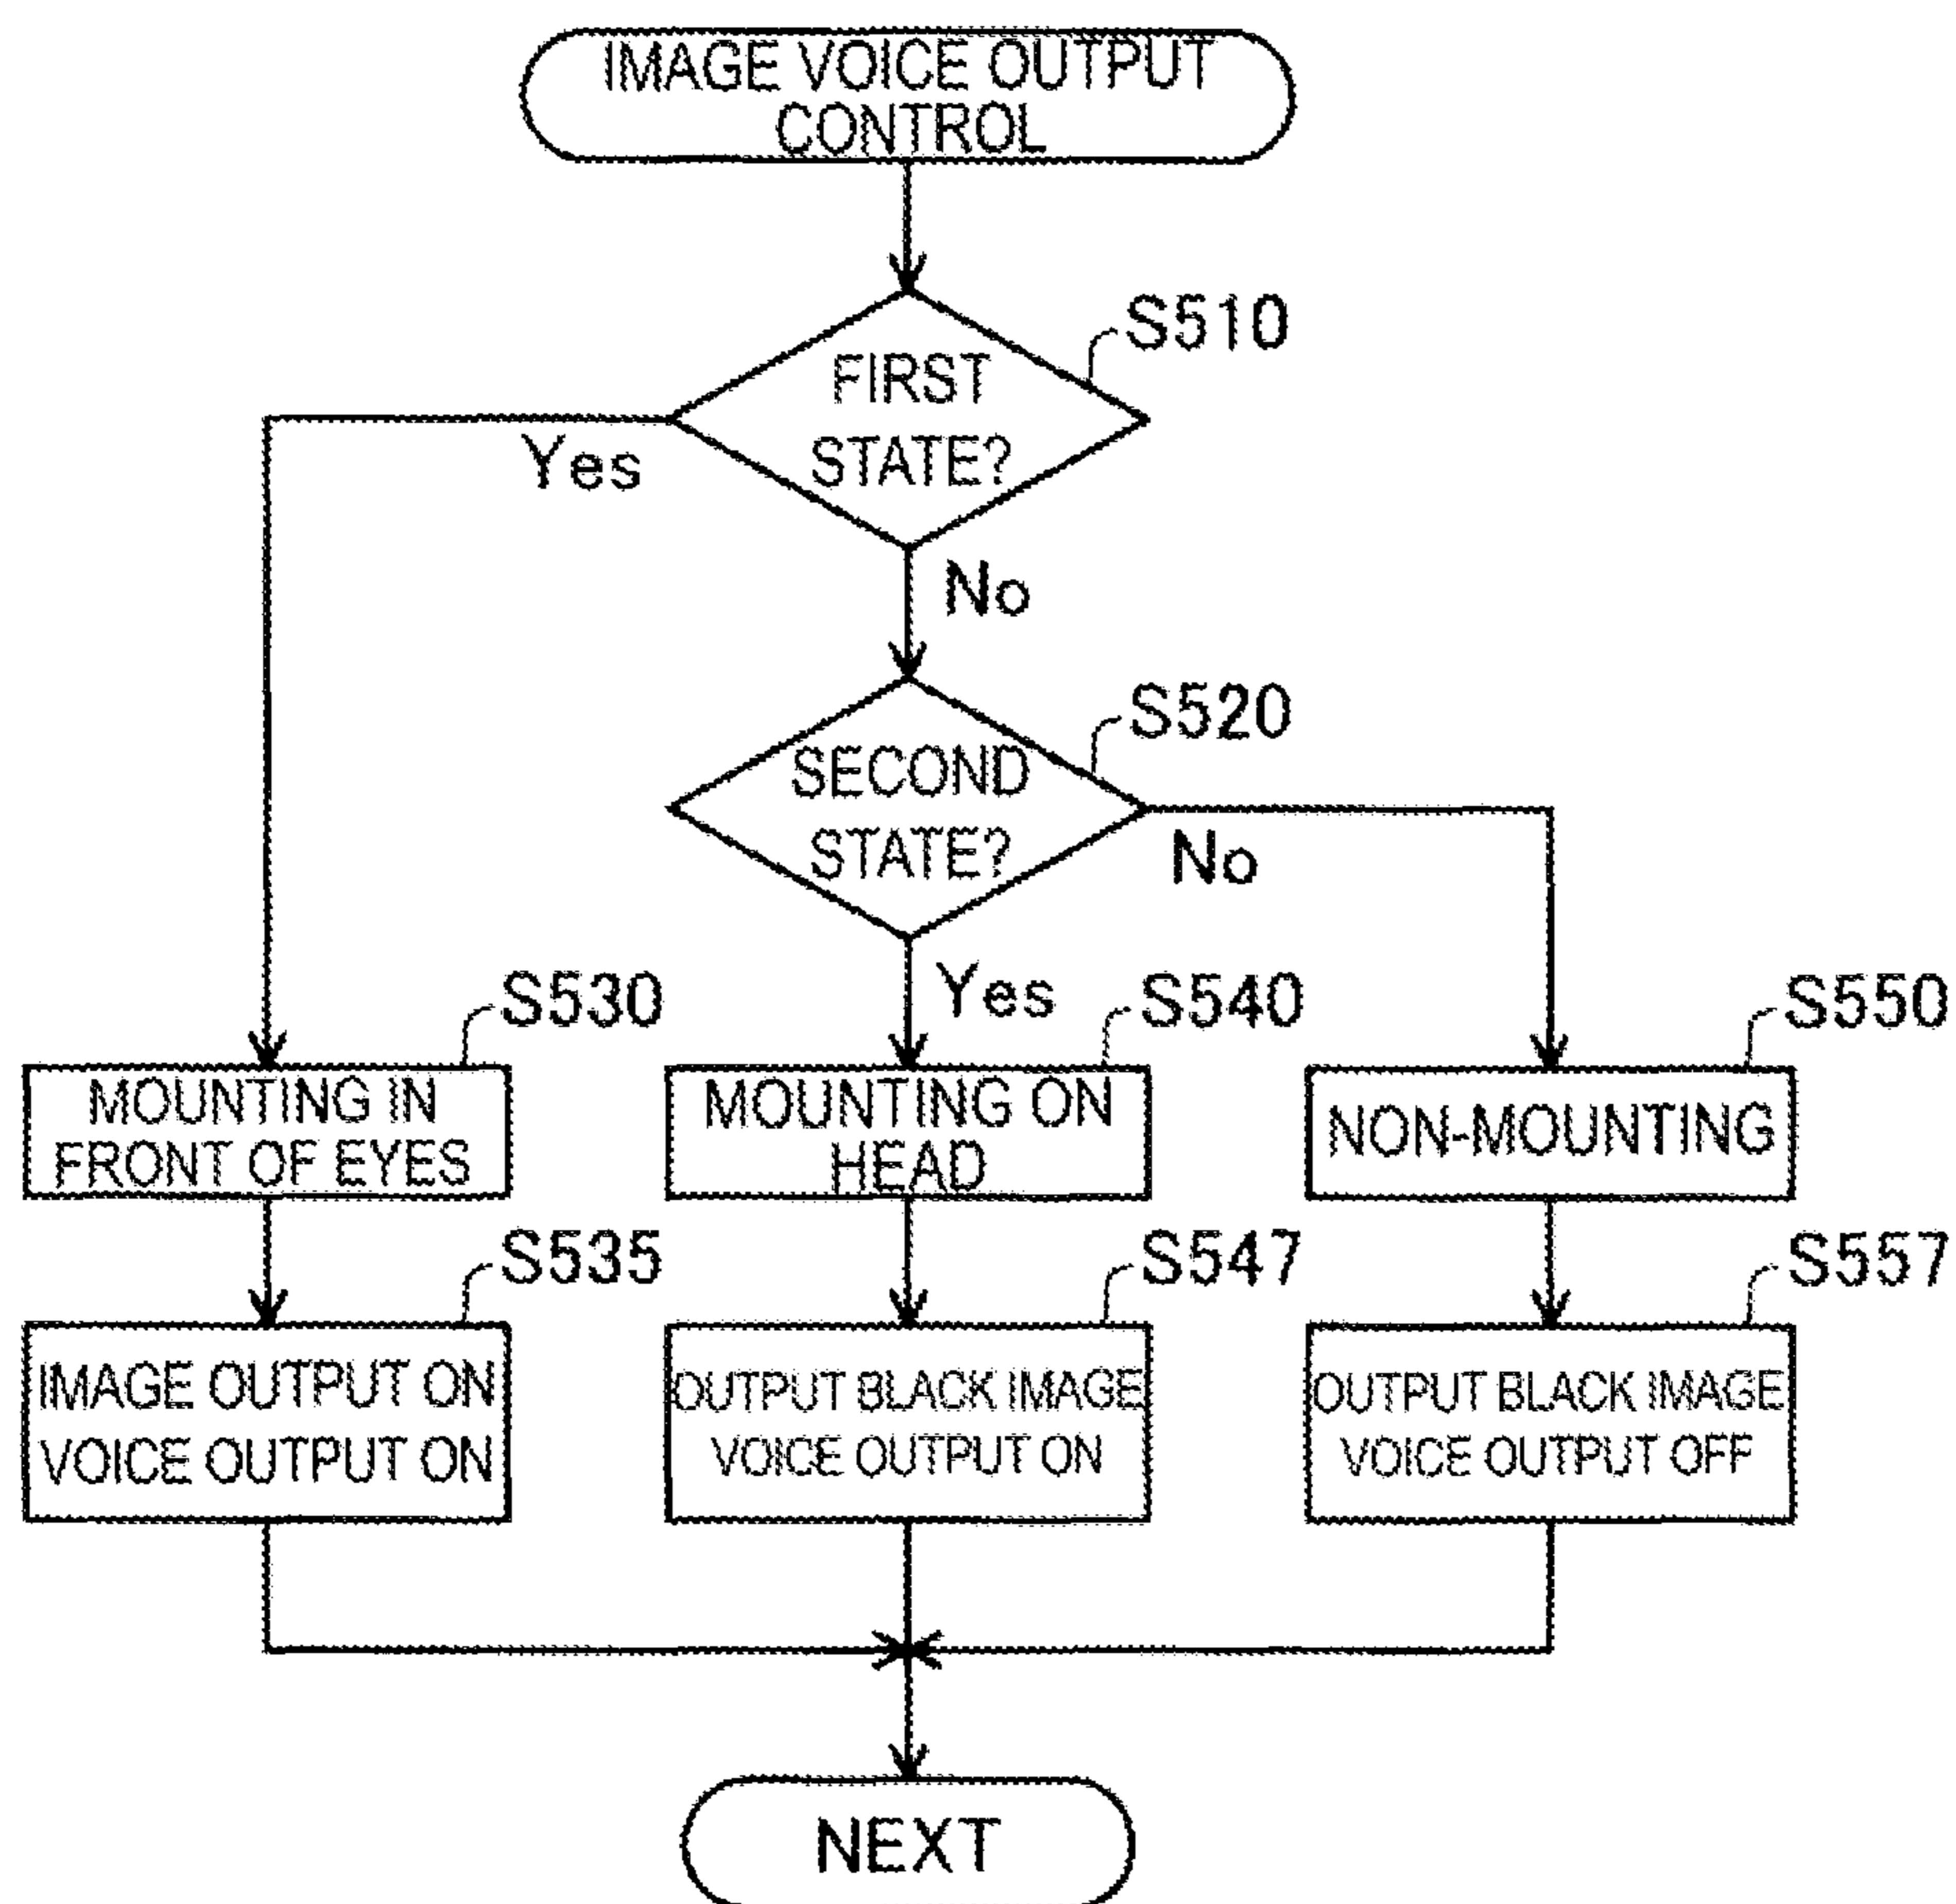 IMAGE VOICE OUTPUT
CONTROL
S510
FIRST
STATE?
Yes
No
S520
SECOND
STATE?
No
Yes
S530
S540
S550
MOUNTING IN
FRONT OF EYES
MOUNTING ON
HEAD
NON-MOUNTING
S535
S547
S557
IMAGE OUTPUT ON
VOICE OUTPUT ON
OUTPUT BLACK IMAGE
VOICE OUTPUT ON
OUTPUT BLACK IMAGE
VOICE OUTPUT OFF
NEXT